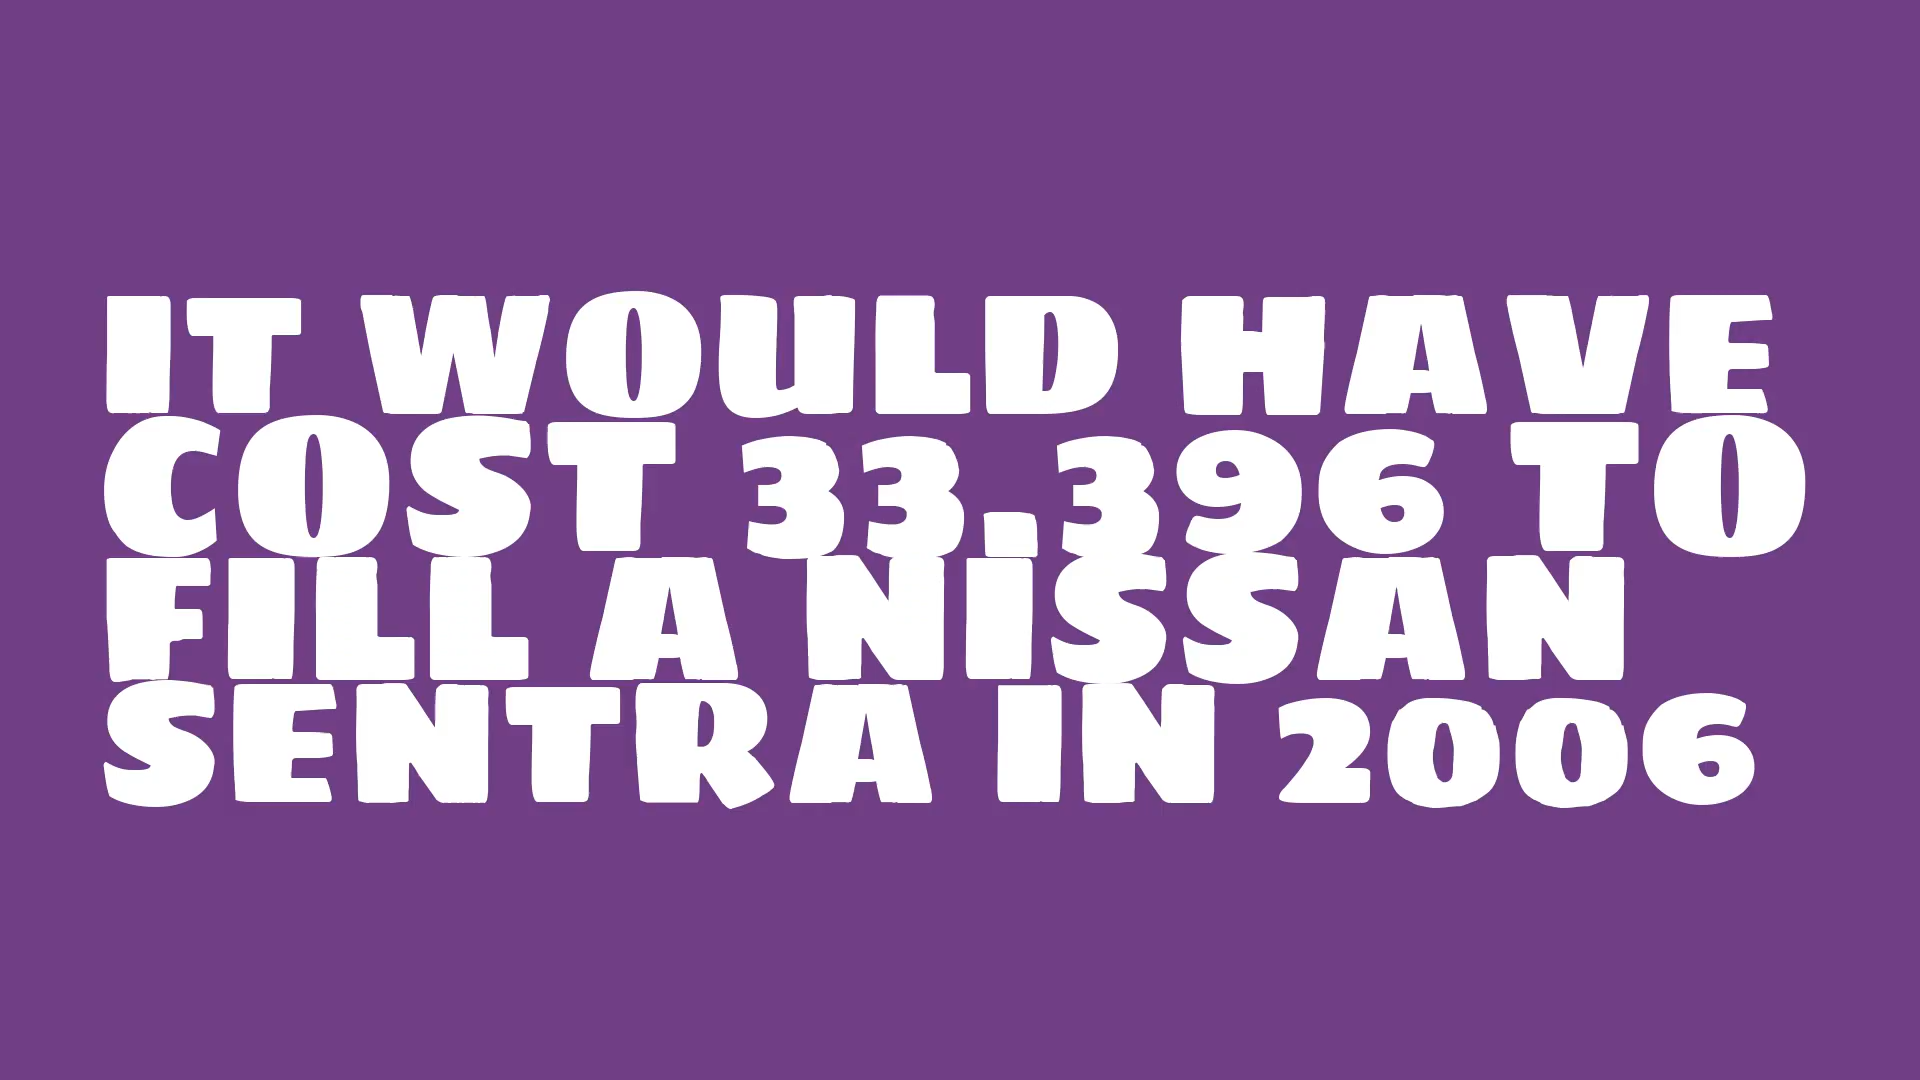 IT WOULD HAVE
COST 33.396 TO
FILL A NISSAN
SENTRA IN 2006